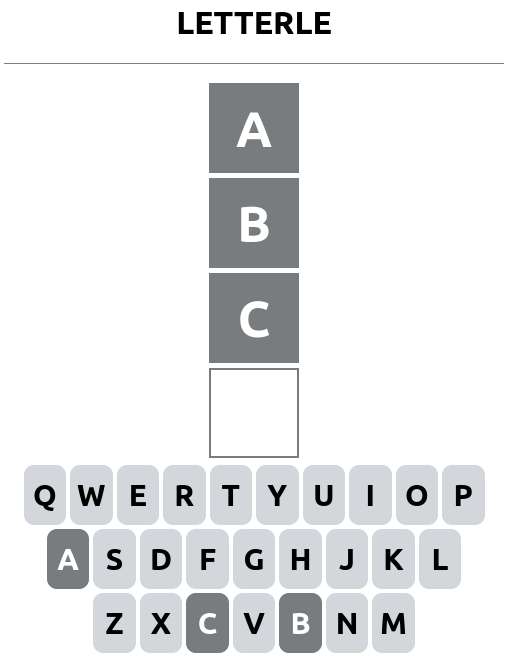 LETTERLE
A
B
C
Q W E R T Y U I O P
A S D F G H J K L
Z X C V B N M